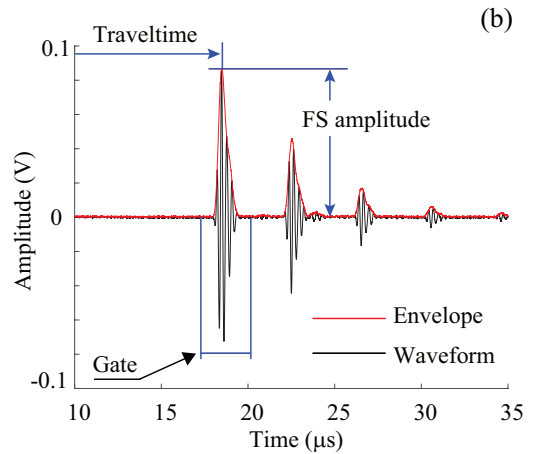 (b)
Traveltime
0.1
FS amplitude
Amplitude (V)
0
Envelope
Waveform
Gate
-0.1
10 15 20 25 30 35
Time (μs)